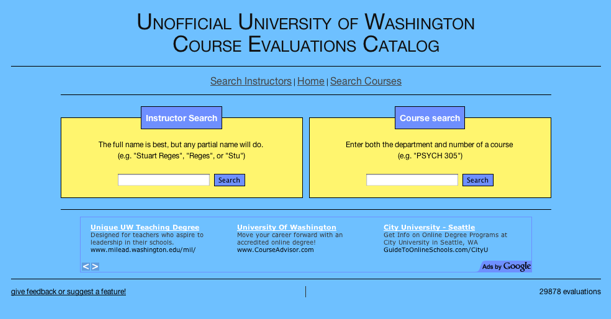 Unofficial University of Washington
Course Evaluations Catalog
Search Instructors | Home | Search Courses
Instructor Search
The full name is best, but any partial name will do.
(e.g. "Stuart Reges", "Reges", or "Stu")
Search
Course search
Enter both the department and number of a course
(e.g. "PSYCH 305")
Search
Unique UW Teaching Degree
Designed for teachers who aspire to
leadership in their schools.
www.milead.washington.edu/mil/
University Of Washington
Move your career forward with an
accredited online degree!
www.CourseAdvisor.com
City University - Seattle
Get Info on Online Degree Programs at
City University in Seattle, WA
GuideToOnlineSchools.com/CityU
< >
Ads by Google
give feedback or suggest a feature!
29878 evaluations